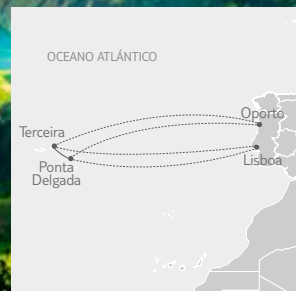 OCEANO ATLÁNTICO
Oporto
Terceira
Lisboa
Ponta
Delgada